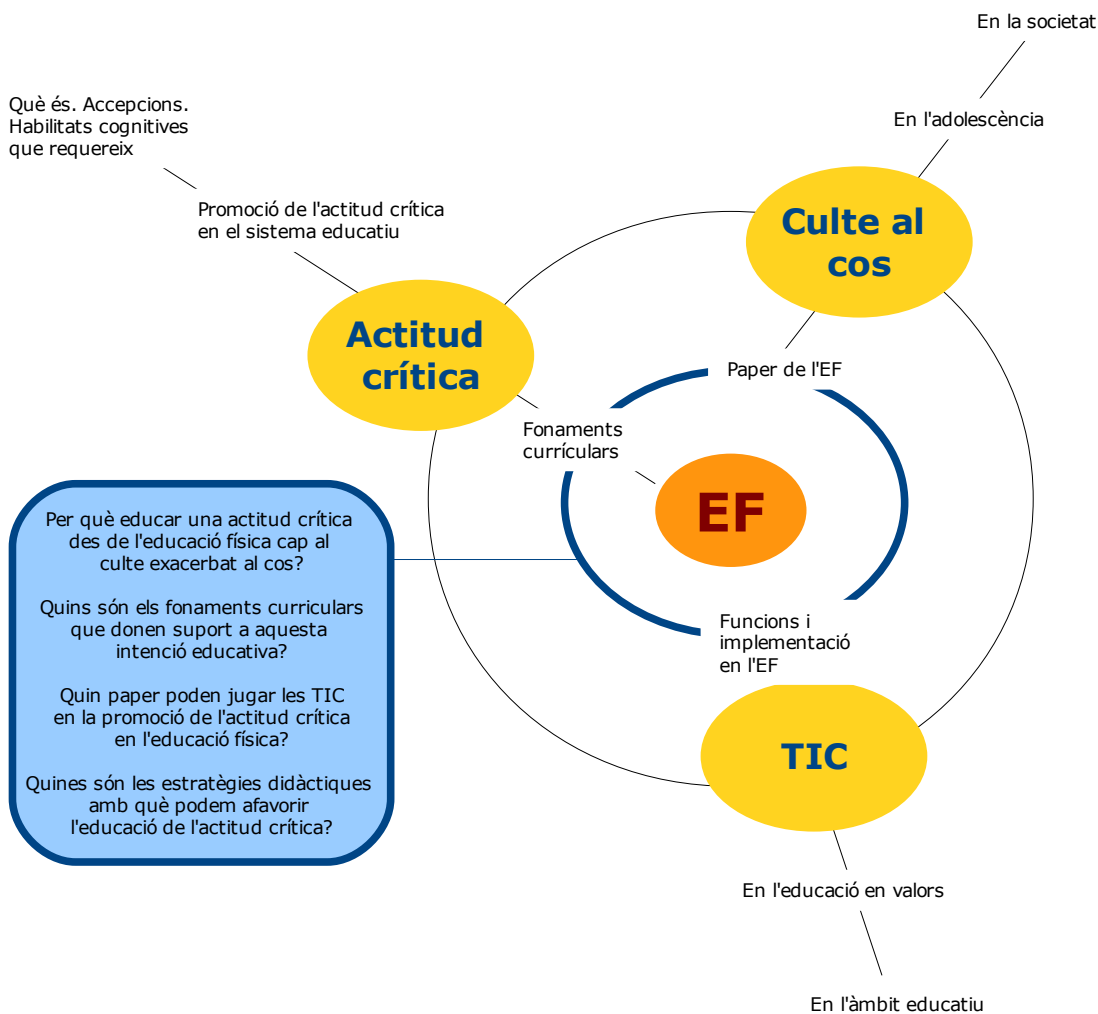 En la societat
Què és. Accepcions.
Habilitats cognitives
que requereix
En l'adolescència
Promoció de l'actitud crítica
en el sistema educatiu
Culte al
cos
Actitud
crítica
Paper de l'EF
Fonaments
currículars
EF
Per què educar una actitud crítica
des de l'educació física cap al
culte exacerbat al cos?
Quins són els fonaments curriculars
que donen suport a aquesta
intenció educativa?
Quin paper poden jugar les TIC
en la promoció de l'actitud crítica
en l'educació física?
Quines són les estratègies didàctiques
amb què podem afavorir
l'educació de l'actitud crítica?
Funcions i
implementació
en l'EF
TIC
En l'educació en valors
En l'àmbit educatiu